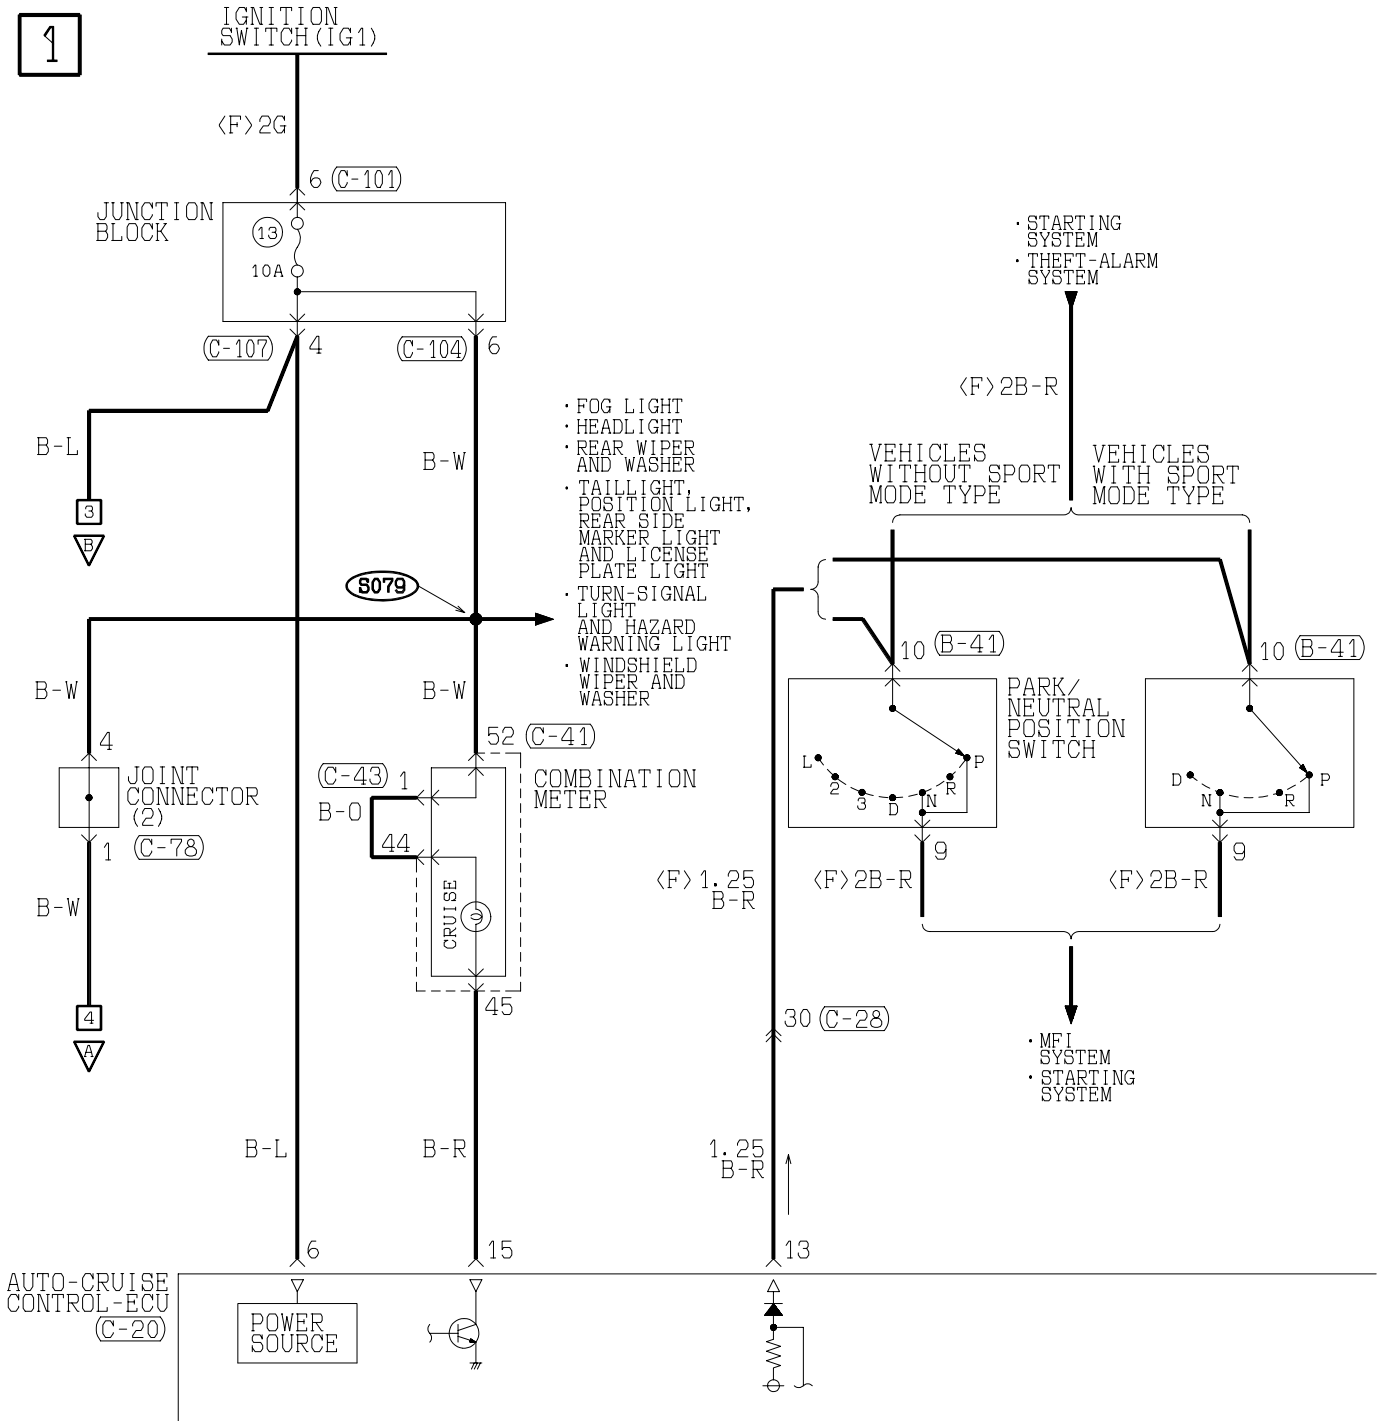 1
IGNITION
SWITCH(IG1)
<F>2G
6 (C-101)
JUNCTION
BLOCK
13
10A
(C-107) 4
(C-104) 6
B-L
3
B
B-W
· FOG LIGHT
· HEADLIGHT
· REAR WIPER
AND WASHER
· TAILLIGHT,
POSITION LIGHT,
REAR SIDE
MARKER LIGHT
AND LICENSE
PLATE LIGHT
· TURN-SIGNAL
LIGHT
AND HAZARD
WARNING LIGHT
· WINDSHIELD
WIPER AND
WASHER
S079
B-W
B-W
4
JOINT
CONNECTOR
(2)
1 (C-78)
B-W
4
A
52 (C-41)
(C-43) 1
B-O
44
COMBINATION
METER
CRUISE
45
B-L
B-R
· STARTING
SYSTEM
· THEFT-ALARM
SYSTEM
<F>2B-R
VEHICLES
WITHOUT SPORT
MODE TYPE
VEHICLES
WITH SPORT
MODE TYPE
10 (B-41)
10 (B-41)
PARK/
NEUTRAL
POSITION
SWITCH
L
2
3
D
N
R
P
D
N
R
P
9
9
<F>1.25
B-R
<F>2B-R
<F>2B-R
30 (C-28)
· MFI
SYSTEM
· STARTING
SYSTEM
1.25
B-R
6
15
13
AUTO-CRUISE
CONTROL-ECU
(C-20)
POWER
SOURCE